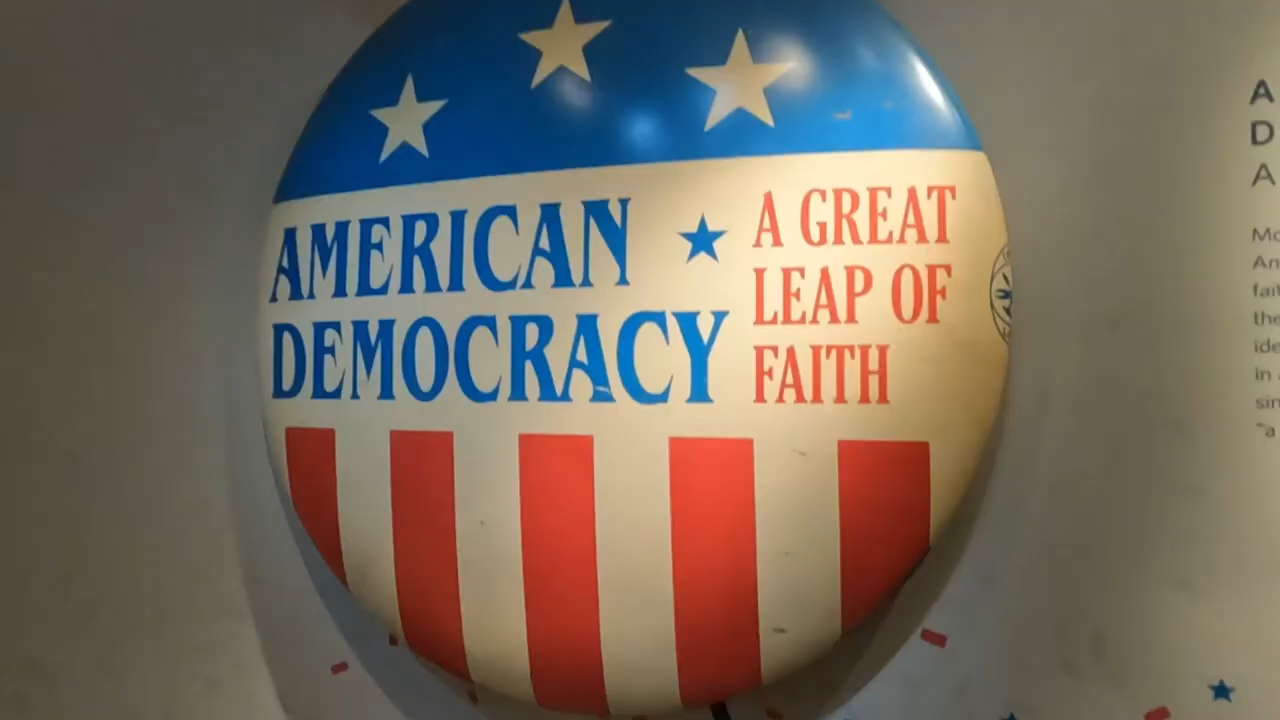 AMERICAN
DEMOCRACY
A GREAT
LEAP OF
FAITH
A
D
A